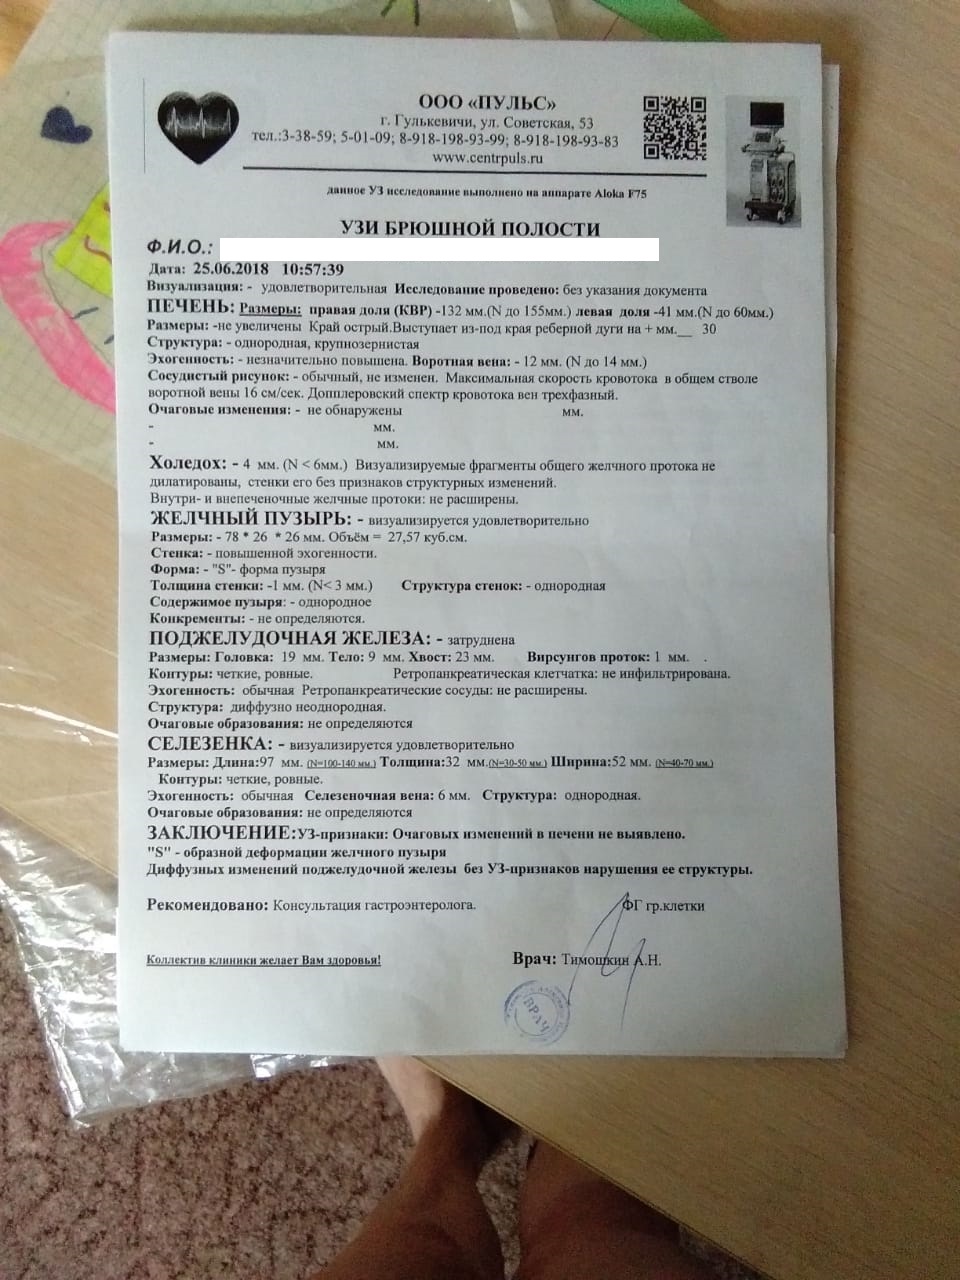 ООО «ПУЛЬС»
г. Гулькевичи, ул. Советская, 53
тел.:3-38-59; 5-01-09; 8-918-198-93-99; 8-918-198-93-83
www.centrpuls.ru
данное УЗ исследование выполнено на аппарате Aloka F75
УЗИ БРЮШНОЙ ПОЛОСТИ
Ф.И.О.:
Дата: 25.06.2018 10:57:39
Визуализация: - удовлетворительная Исследование проведено: без указания документа
ПЕЧЕНЬ: Размеры: правая доля (КВР) -132 мм.(N до 155мм.) левая доля -41 мм.(N до 60мм.)
Размеры: -не увеличены Край острый.Выступает из-под края реберной дуги на + мм.__ 30
Структура: - однородная, крупнозернистая
Эхогенность: - незначительно повышена. Воротная вена: - 12 мм. (N до 14 мм.)
Сосудистый рисунок: - обычный, не изменен. Максимальная скорость кровотока в общем стволе
воротной вены 16 см/сек. Допплеровский спектр кровотока вен трехфазный.
Очаговые изменения: - не обнаружены мм.
- мм.
- мм.
Холедох: - 4 мм. (N < 6мм.) Визуализируемые фрагменты общего желчного протока не
дилатированы, стенки его без признаков структурных изменений.
Внутри- и внепеченочные желчные протоки: не расширены.
ЖЕЛЧНЫЙ ПУЗЫРЬ: - визуализируется удовлетворительно
Размеры: - 78 * 26 * 26 мм. Объём = 27,57 куб.см.
Стенка: - повышенной эхогенности.
Форма: - "S"- форма пузыря
Толщина стенки: -1 мм. (N< 3 мм.) Структура стенок: - однородная
Содержимое пузыря: - однородное
Конкременты: - не определяются.
ПОДЖЕЛУДОЧНАЯ ЖЕЛЕЗА: - затруднена
Размеры: Головка: 19 мм. Тело: 9 мм. Хвост: 23 мм. Вирсунгов проток: 1 мм. .
Контуры: четкие, ровные. Ретропанкреатическая клетчатка: не инфильтрирована.
Эхогенность: обычная Ретропанкреатические сосуды: не расширены.
Структура: диффузно неоднородная.
Очаговые образования: не определяются
СЕЛЕЗЕНКА: - визуализируется удовлетворительно
Размеры: Длина:97 мм. (N=100-140 мм.) Толщина:32 мм.(N=30-50 мм.) Ширина:52 мм. (N=40-70 мм.)
Контуры: четкие, ровные.
Эхогенность: обычная Селезеночная вена: 6 мм. Структура: однородная.
Очаговые образования: не определяются
ЗАКЛЮЧЕНИЕ:УЗ-признаки: Очаговых изменений в печени не выявлено.
"S" - образной деформации желчного пузыря
Диффузных изменений поджелудочной железы без УЗ-признаков нарушения ее структуры.
Рекомендовано: Консультация гастроэнтеролога. ФГ гр.клетки
Коллектив клиники желает Вам здоровья! Врач: Тимошкин А.Н.
ВРАЧ